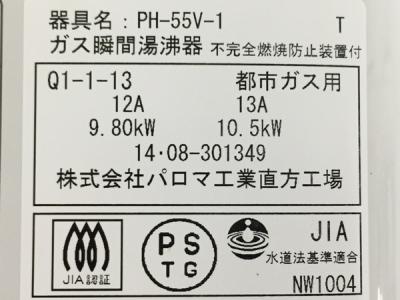 器具名：PH-55V-1 T
ガス瞬間湯沸器 不完全燃焼防止装置付
Q1-1-13 都市ガス用
12A 13A
9.80kW 10.5kW
14・08-301349
株式会社パロマ工業直方工場
JIA認証
PS
TG
JIA
水道法基準適合
NW1004